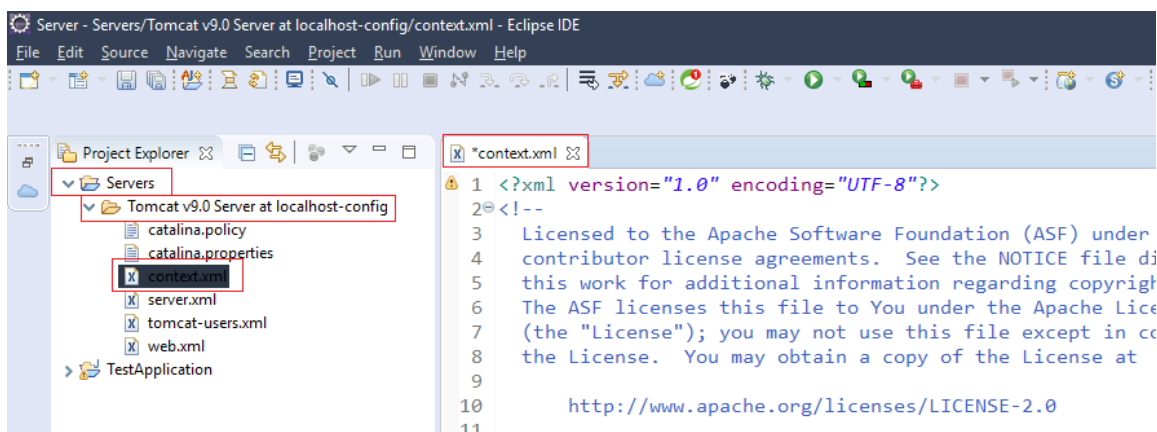 Server - Servers/Tomcat v9.0 Server at localhost-config/context.xml - Eclipse IDE
File Edit Source Navigate Search Project Run Window Help
Project Explorer
Servers
Tomcat v9.0 Server at localhost-config
catalina.policy
catalina.properties
context.xml
server.xml
tomcat-users.xml
web.xml
TestApplication
*context.xml
1 <?xml version="1.0" encoding="UTF-8"?>
2 <!--
3 Licensed to the Apache Software Foundation (ASF) under
4 contributor license agreements.  See the NOTICE file di
5 this work for additional information regarding copyrigh
6 The ASF licenses this file to You under the Apache Lice
7 (the "License"); you may not use this file except in co
8 the License.  You may obtain a copy of the License at
9
10 http://www.apache.org/licenses/LICENSE-2.0
11